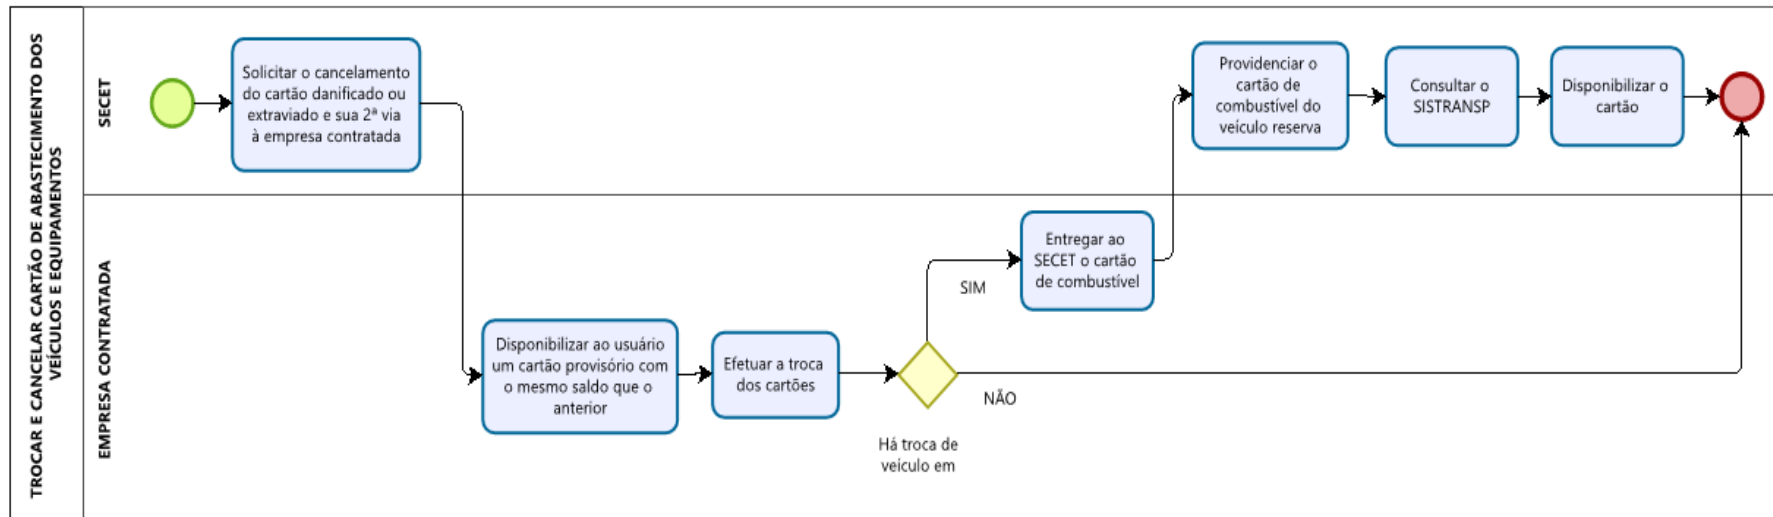 TROCAR E CANCELAR CARTÃO DE ABASTECIMENTO DOS
VEÍCULOS E EQUIPAMENTOS
SECET
Solicitar o cancelamento
do cartão danificado ou
extraviado e sua 2ª via
à empresa contratada
Providenciar o
cartão de
combustível do
veículo reserva
Consultar o
SISTRANSP
Disponibilizar o
cartão
EMPRESA CONTRATADA
Disponibilizar ao usuário
um cartão provisório com
o mesmo saldo que o
anterior
Efetuar a troca
dos cartões
Há troca de
veículo em
SIM
Entregar ao
SECET o cartão
de combustível
NÃO